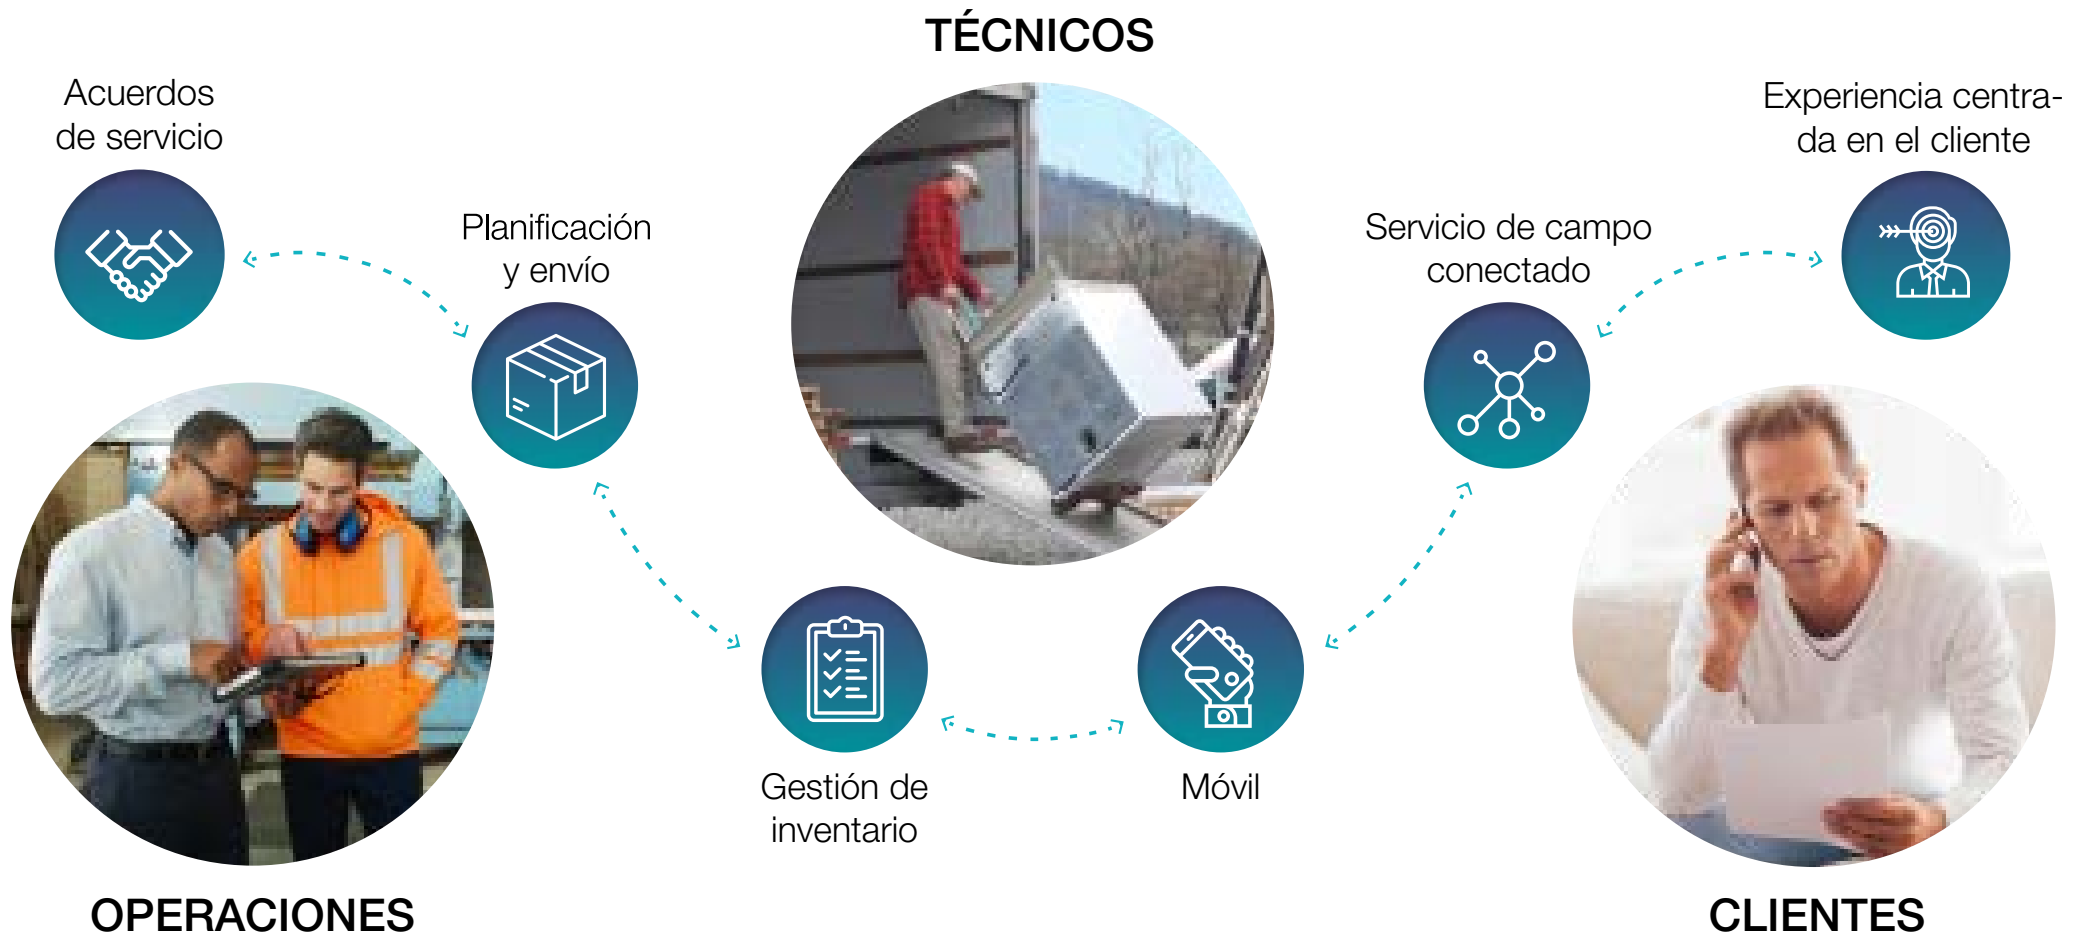 TÉCNICOS
Acuerdos
de servicio
Experiencia centra-
da en el cliente
Planificación
y envío
Servicio de campo
conectado
Gestión de
inventario
Móvil
OPERACIONES
CLIENTES